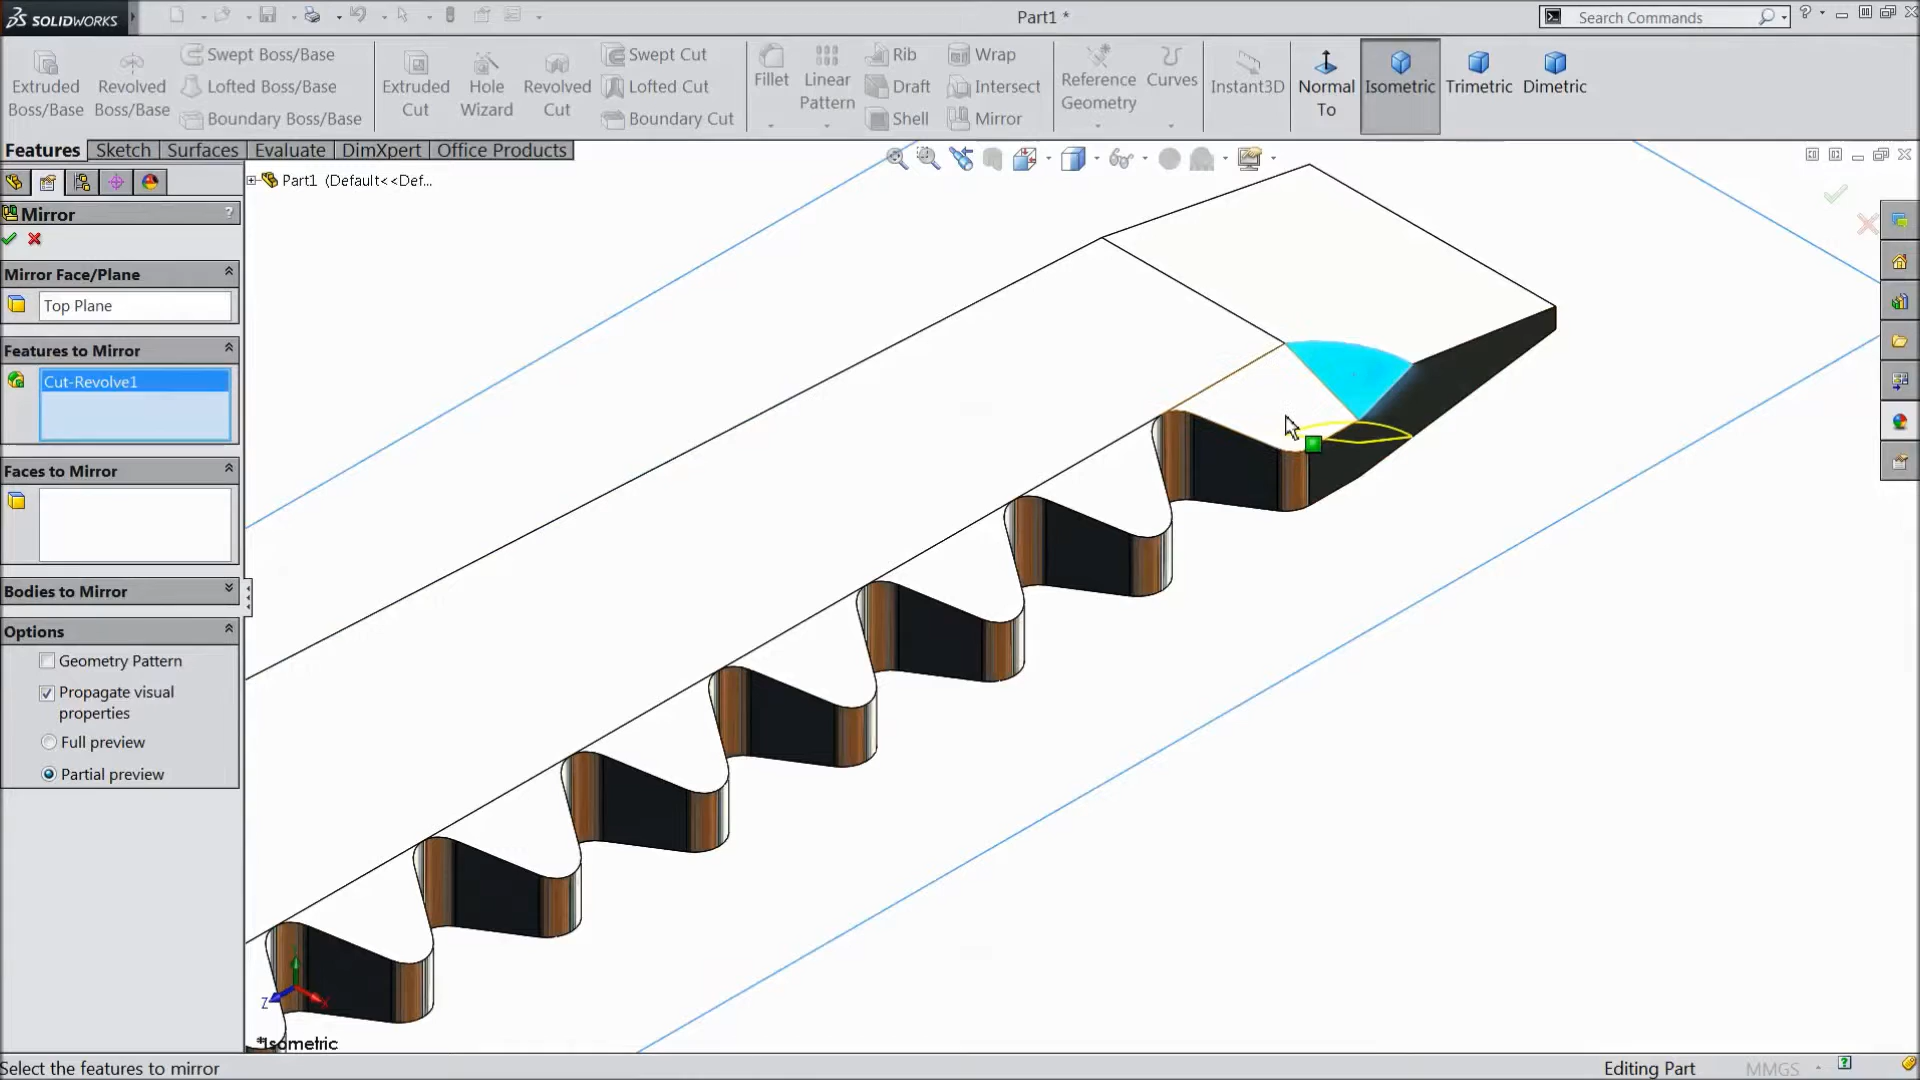 SOLIDWORKS
Part1 *
Search Commands
Extruded Boss/Base
Revolved Boss/Base
Swept Boss/Base
Lofted Boss/Base
Boundary Boss/Base
Extruded Cut
Hole Wizard
Revolved Cut
Swept Cut
Lofted Cut
Boundary Cut
Fillet
Linear Pattern
Rib
Draft
Shell
Wrap
Intersect
Mirror
Reference Geometry
Curves
Instant3D
Normal To
Isometric
Trimetric
Dimetric
Features
Sketch
Surfaces
Evaluate
DimXpert
Office Products
Part1 (Default<<Def...
Mirror
?
Mirror Face/Plane
Top Plane
Features to Mirror
Cut-Revolve1
Faces to Mirror
Bodies to Mirror
Options
Geometry Pattern
Propagate visual
properties
Full preview
Partial preview
Z
X
*Isometric
Select the features to mirror
Editing Part
MMGS